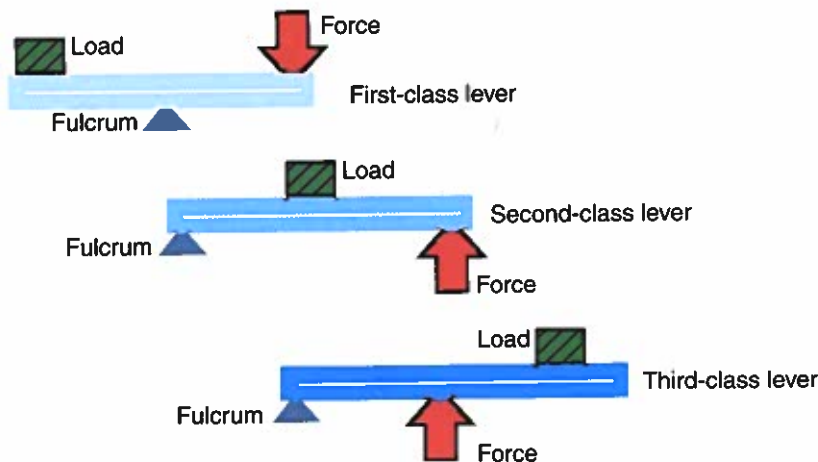 Load
Force
First-class lever
Fulcrum
Load
Second-class lever
Fulcrum
Force
Load
Third-class lever
Fulcrum
Force